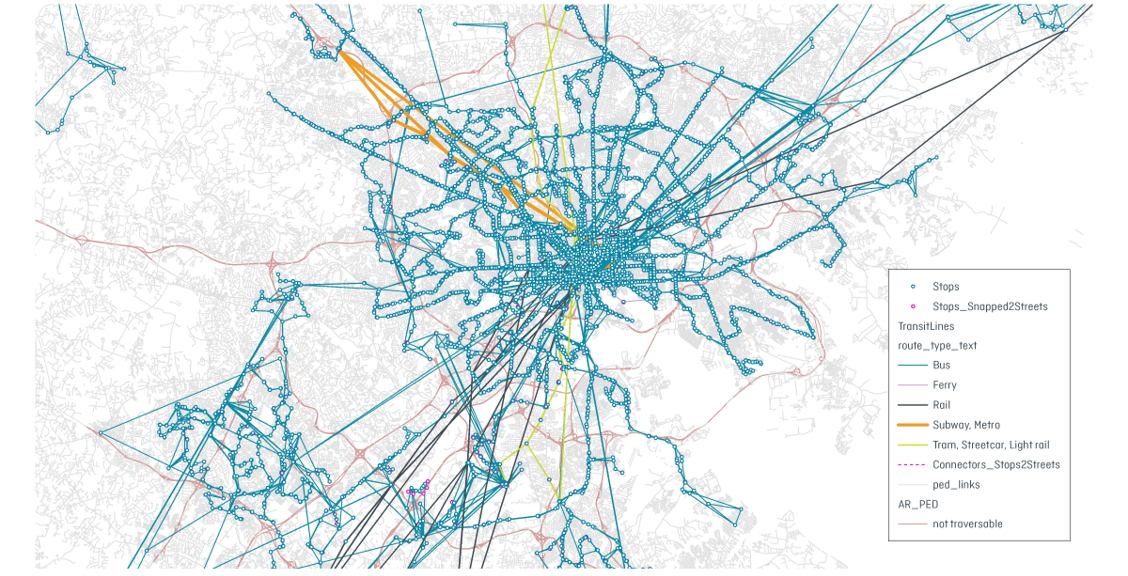 Stops
Stops_Snapped2Streets
TransitLines
route_type_text
Bus
Ferry
Rail
Subway, Metro
Tram, Streetcar, Light rail
Connectors_Stops2Streets
ped_links
AR_PED
not traversable